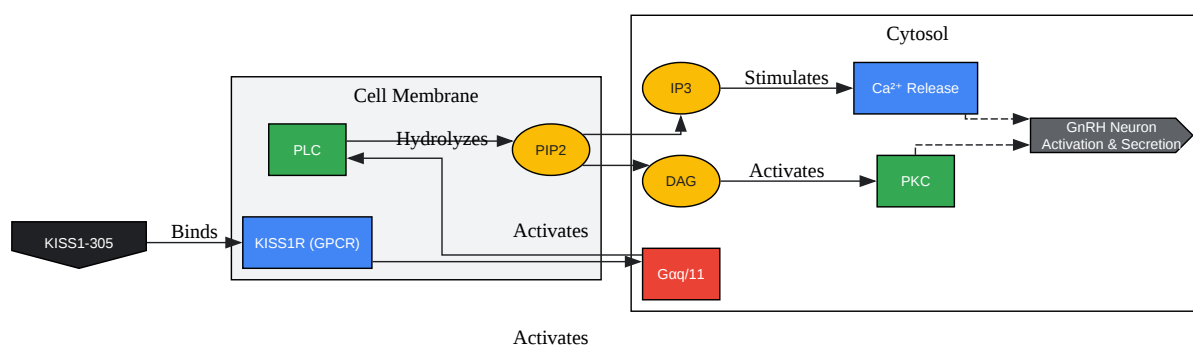 Cytosol
Cell Membrane
IP3
Stimulates
Ca²⁺ Release
PLC
Hydrolyzes
PIP2
GnRH Neuron
Activation & Secretion
DAG
Activates
PKC
KISS1-305
Binds
KISS1R (GPCR)
Activates
Gαq/11
Activates